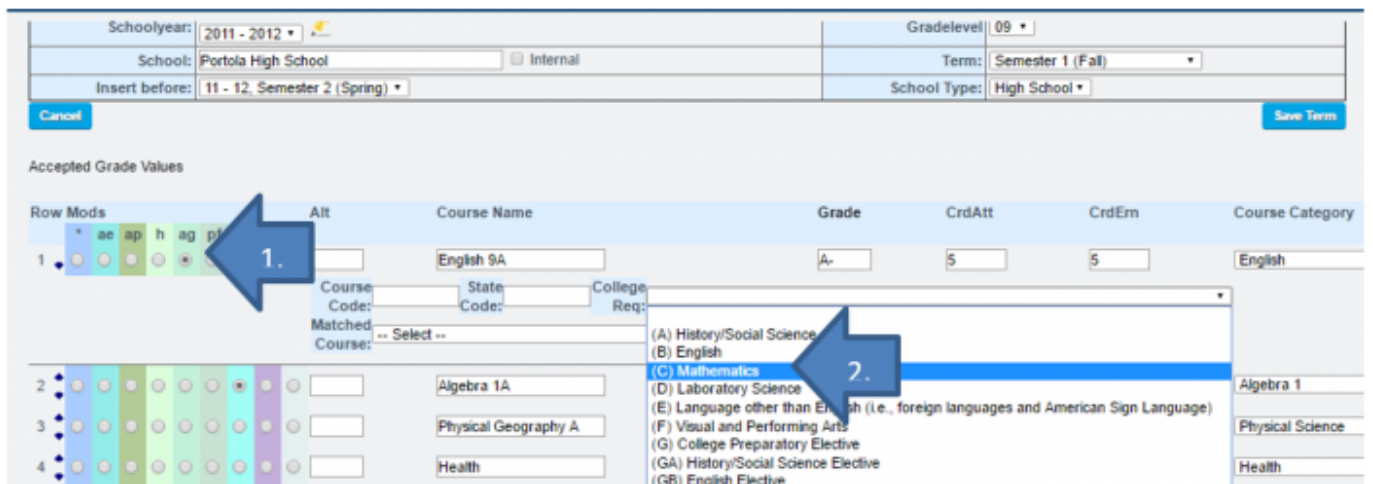 Schoolyear: 2011 - 2012 Gradelevel 09
School: Portola High School Internal Term: Semester 1 (Fall)
Insert before: 11 - 12, Semester 2 (Spring) School Type: High School
Cancel Save Term
Accepted Grade Values
Row Mods Alt Course Name Grade CrdAtt CrdErn Course Category
* ae ap h ag pf
1 1. English 9A A- 5 5 English
Course Code: State Code: College Req:
Matched Course: -- Select --
(A) History/Social Science
(B) English
(C) Mathematics 2.
(D) Laboratory Science
2 Algebra 1A Algebra 1
(E) Language other than English (i.e., foreign languages and American Sign Language)
3 Physical Geography A (F) Visual and Performing Arts Physical Science
(G) College Preparatory Elective
(GA) History/Social Science Elective
4 Health Health
(GB) English Elective